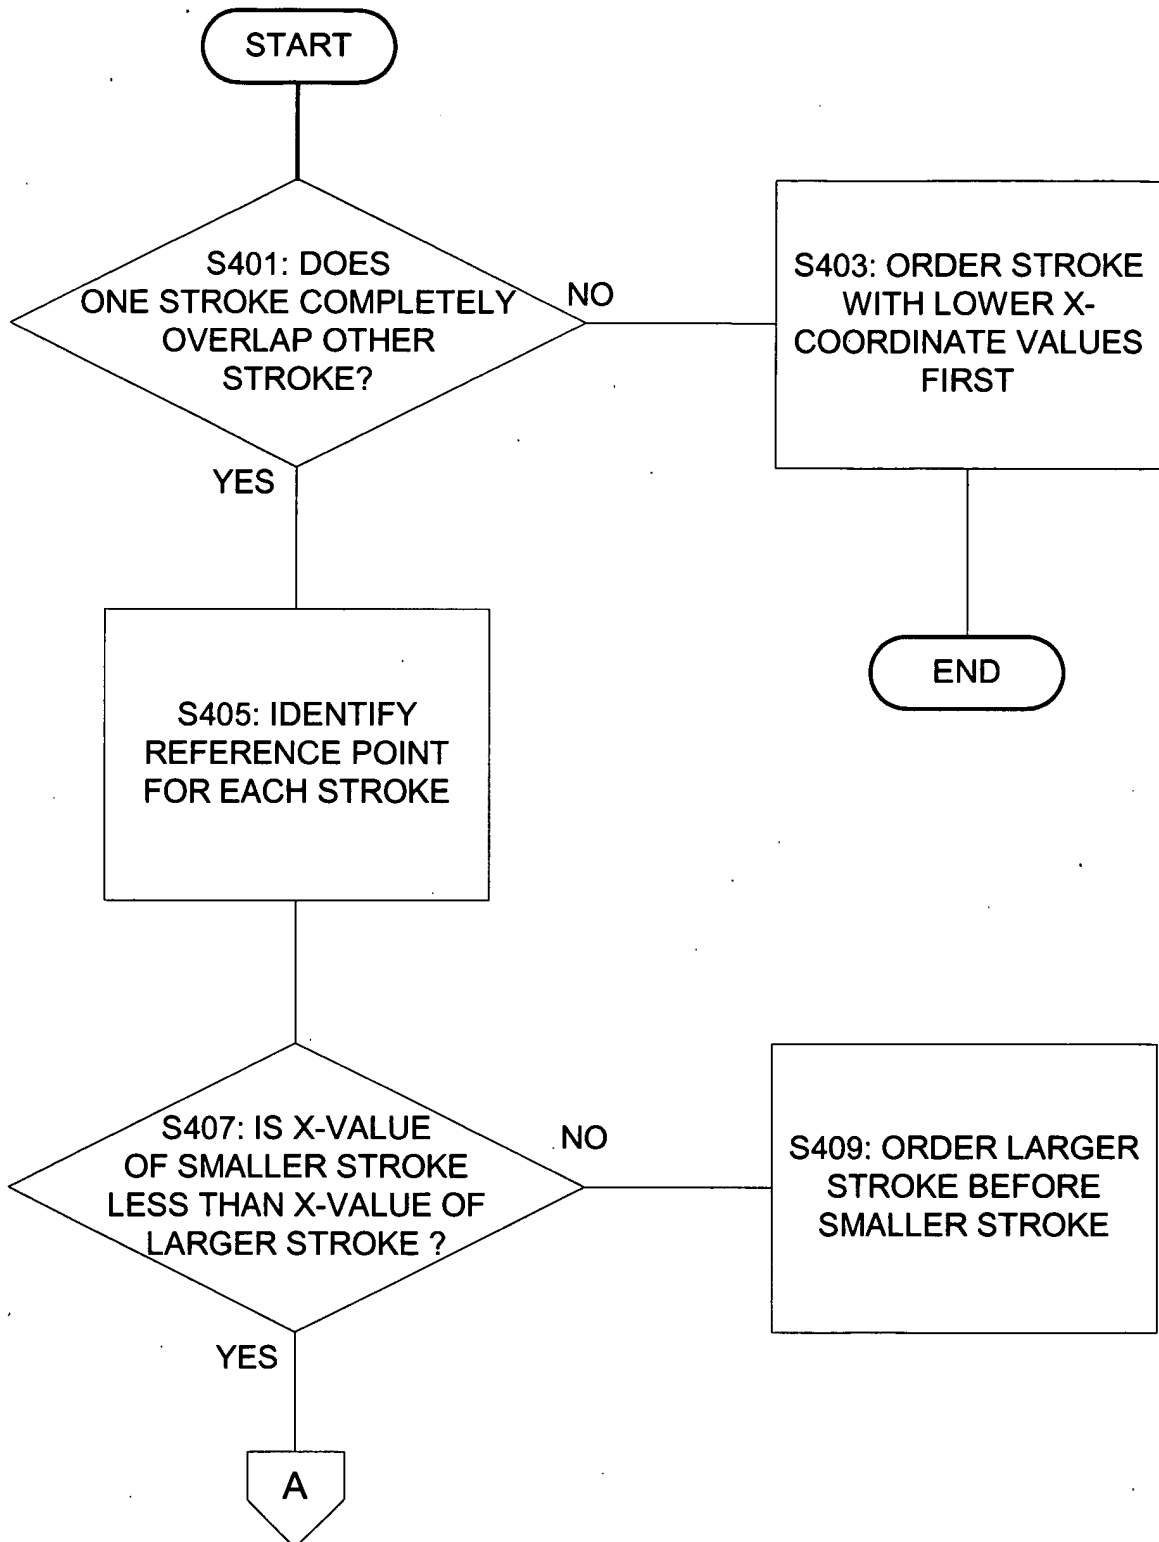 START
S401: DOES
ONE STROKE COMPLETELY
OVERLAP OTHER
STROKE?
NO
S403: ORDER STROKE
WITH LOWER X-
COORDINATE VALUES
FIRST
YES
END
S405: IDENTIFY
REFERENCE POINT
FOR EACH STROKE
S407: IS X-VALUE
OF SMALLER STROKE
LESS THAN X-VALUE OF
LARGER STROKE ?
NO
S409: ORDER LARGER
STROKE BEFORE
SMALLER STROKE
YES
A